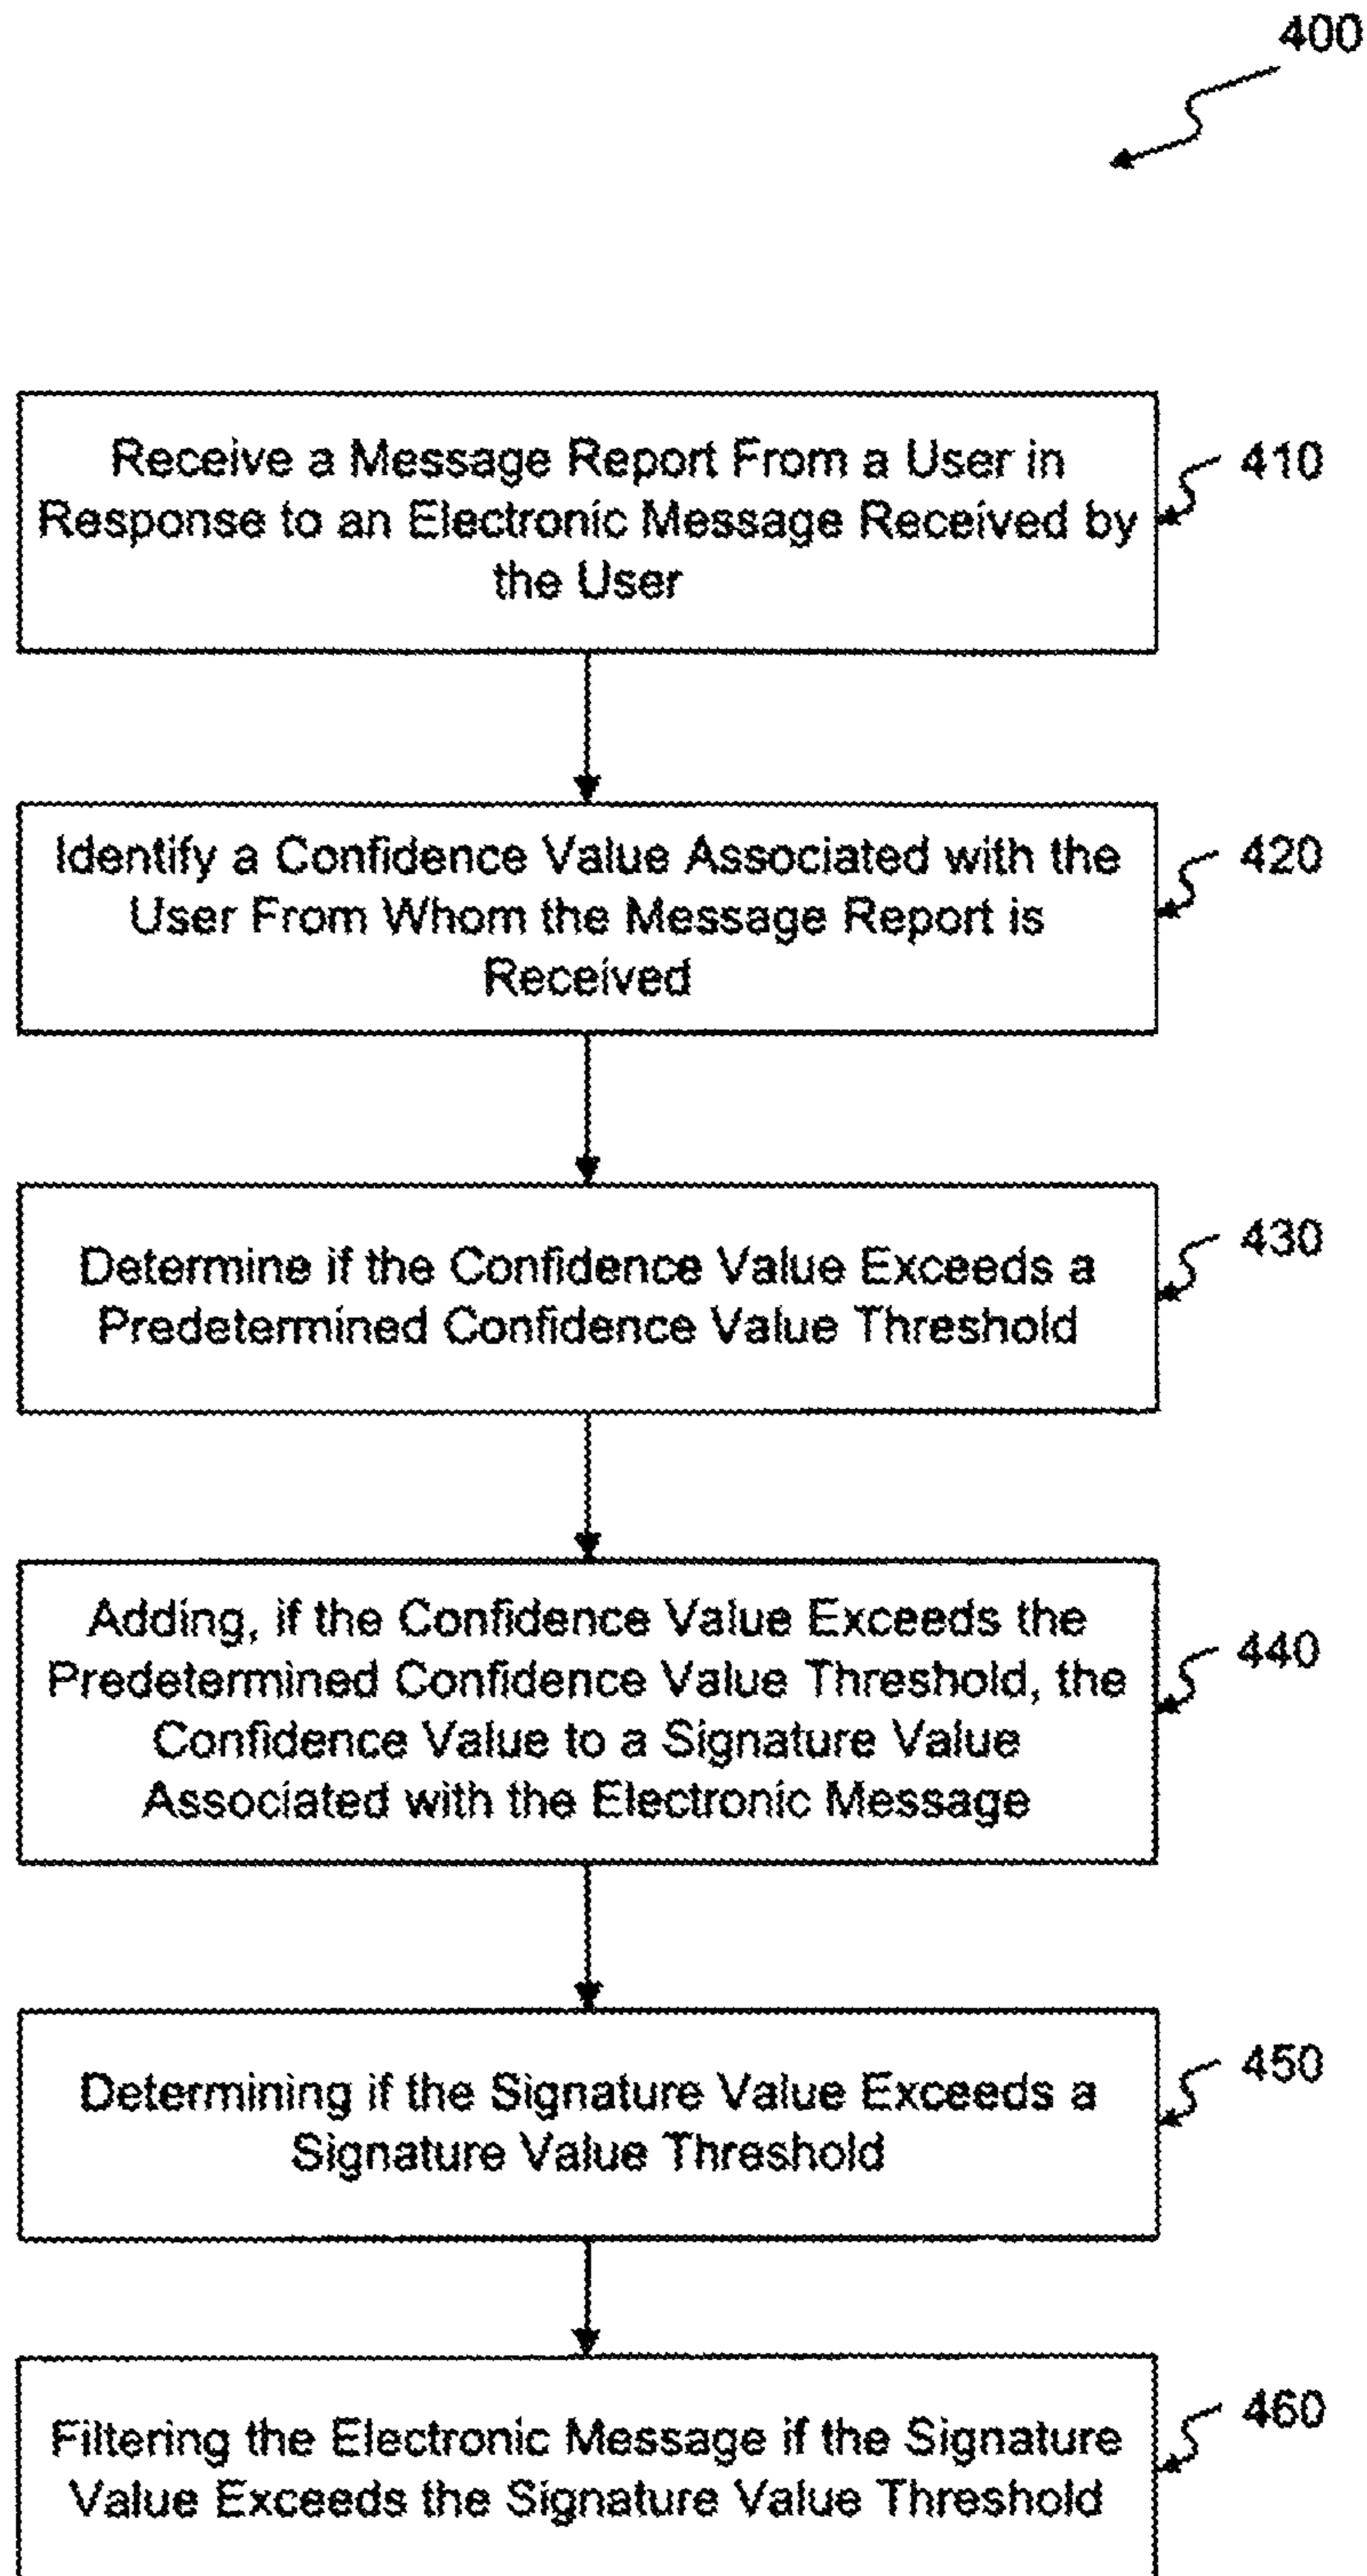 400
Receive a Message Report From a User in
Response to an Electronic Message Received by
the User
410
Identify a Confidence Value Associated with the
User From Whom the Message Report is
Received
420
Determine if the Confidence Value Exceeds a
Predetermined Confidence Value Threshold
430
Adding, if the Confidence Value Exceeds the
Predetermined Confidence Value Threshold, the
Confidence Value to a Signature Value
Associated with the Electronic Message
440
Determining if the Signature Value Exceeds a
Signature Value Threshold
450
Filtering the Electronic Message if the Signature
Value Exceeds the Signature Value Threshold
460